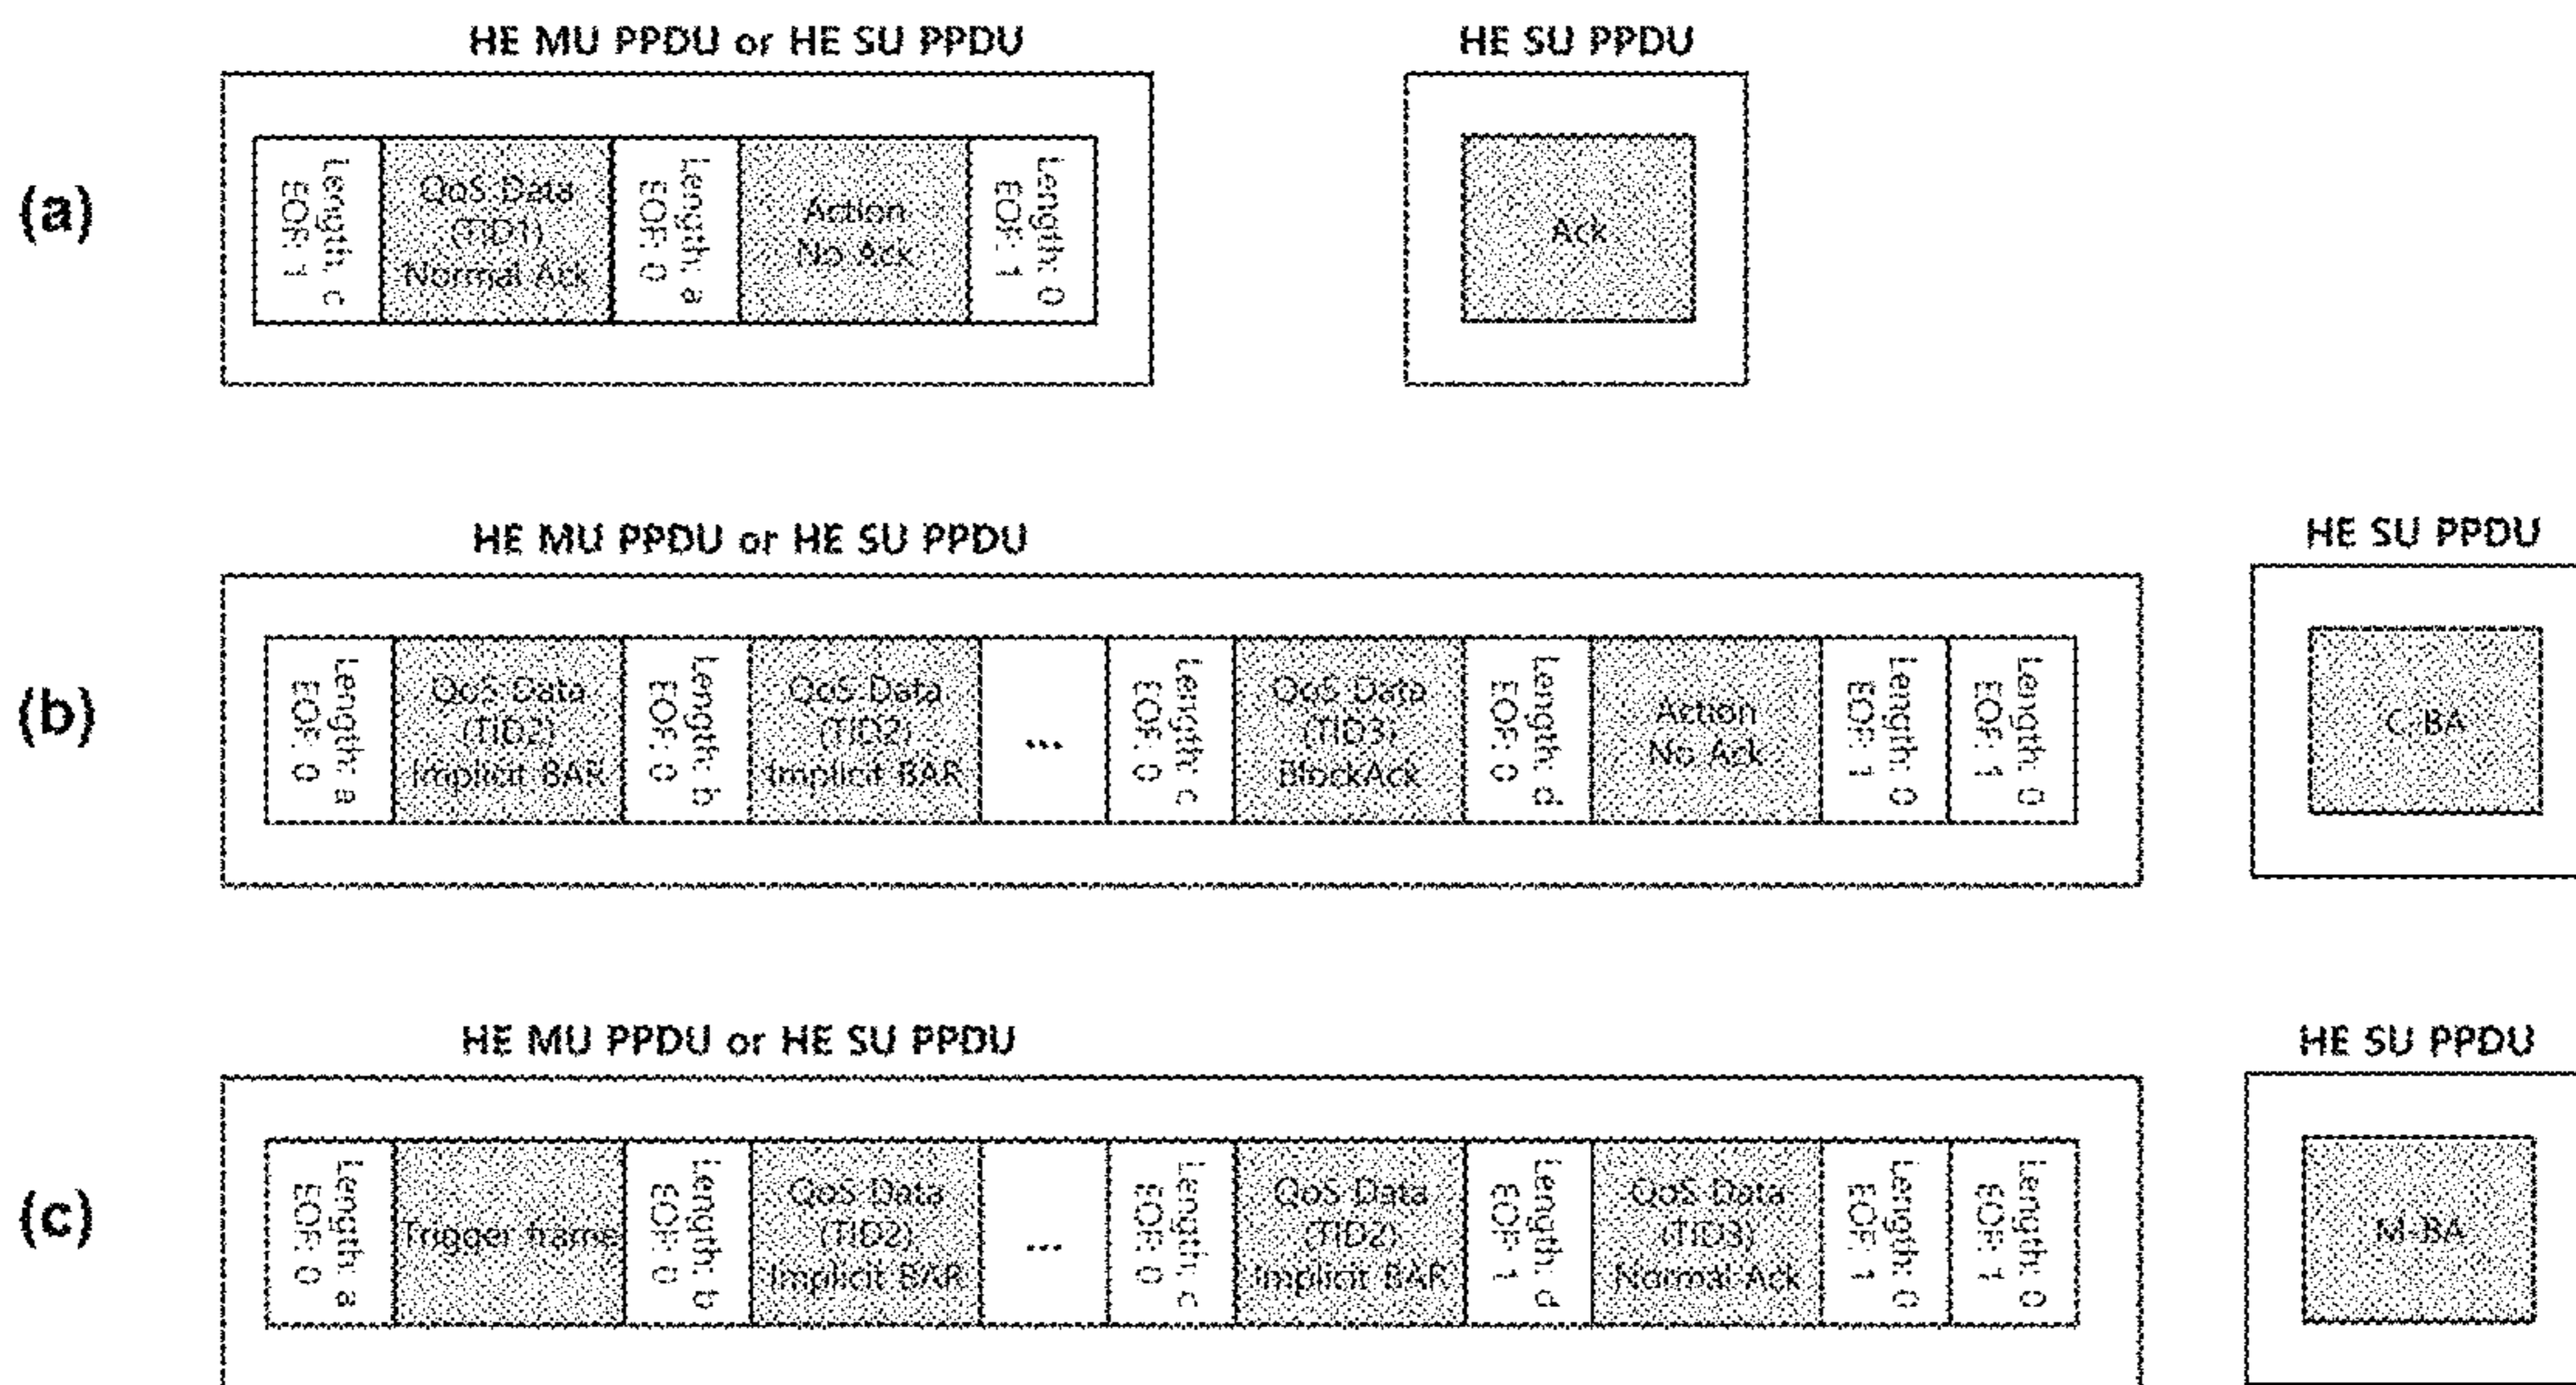 HE MU PPDU or HE SU PPDU
HE SU PPDU
(a)
Length: c
EOF: 1
QoS Data
(TID1)
Normal Ack
Length: a
EOF: 0
Action
No Ack
Length: 0
EOF: 1
Ack
HE MU PPDU or HE SU PPDU
HE SU PPDU
(b)
Length: a
EOF: 0
QoS Data
(TID2)
Implicit BAR
Length: b
EOF: 0
QoS Data
(TID2)
Implicit BAR
...
Length: c
EOF: 0
QoS Data
(TID3)
BlockAck
Length: d
EOF: 0
Action
No Ack
Length: 0
EOF: 1
Length: 0
EOF: 1
C-BA
HE MU PPDU or HE SU PPDU
HE SU PPDU
(c)
Length: a
EOF: 0
Trigger frame
Length: b
EOF: 0
QoS Data
(TID2)
Implicit BAR
...
Length: c
EOF: 0
QoS Data
(TID2)
Implicit BAR
Length: d
EOF: 1
QoS Data
(TID3)
Normal Ack
Length: 0
EOF: 1
Length: 0
EOF: 1
M-BA